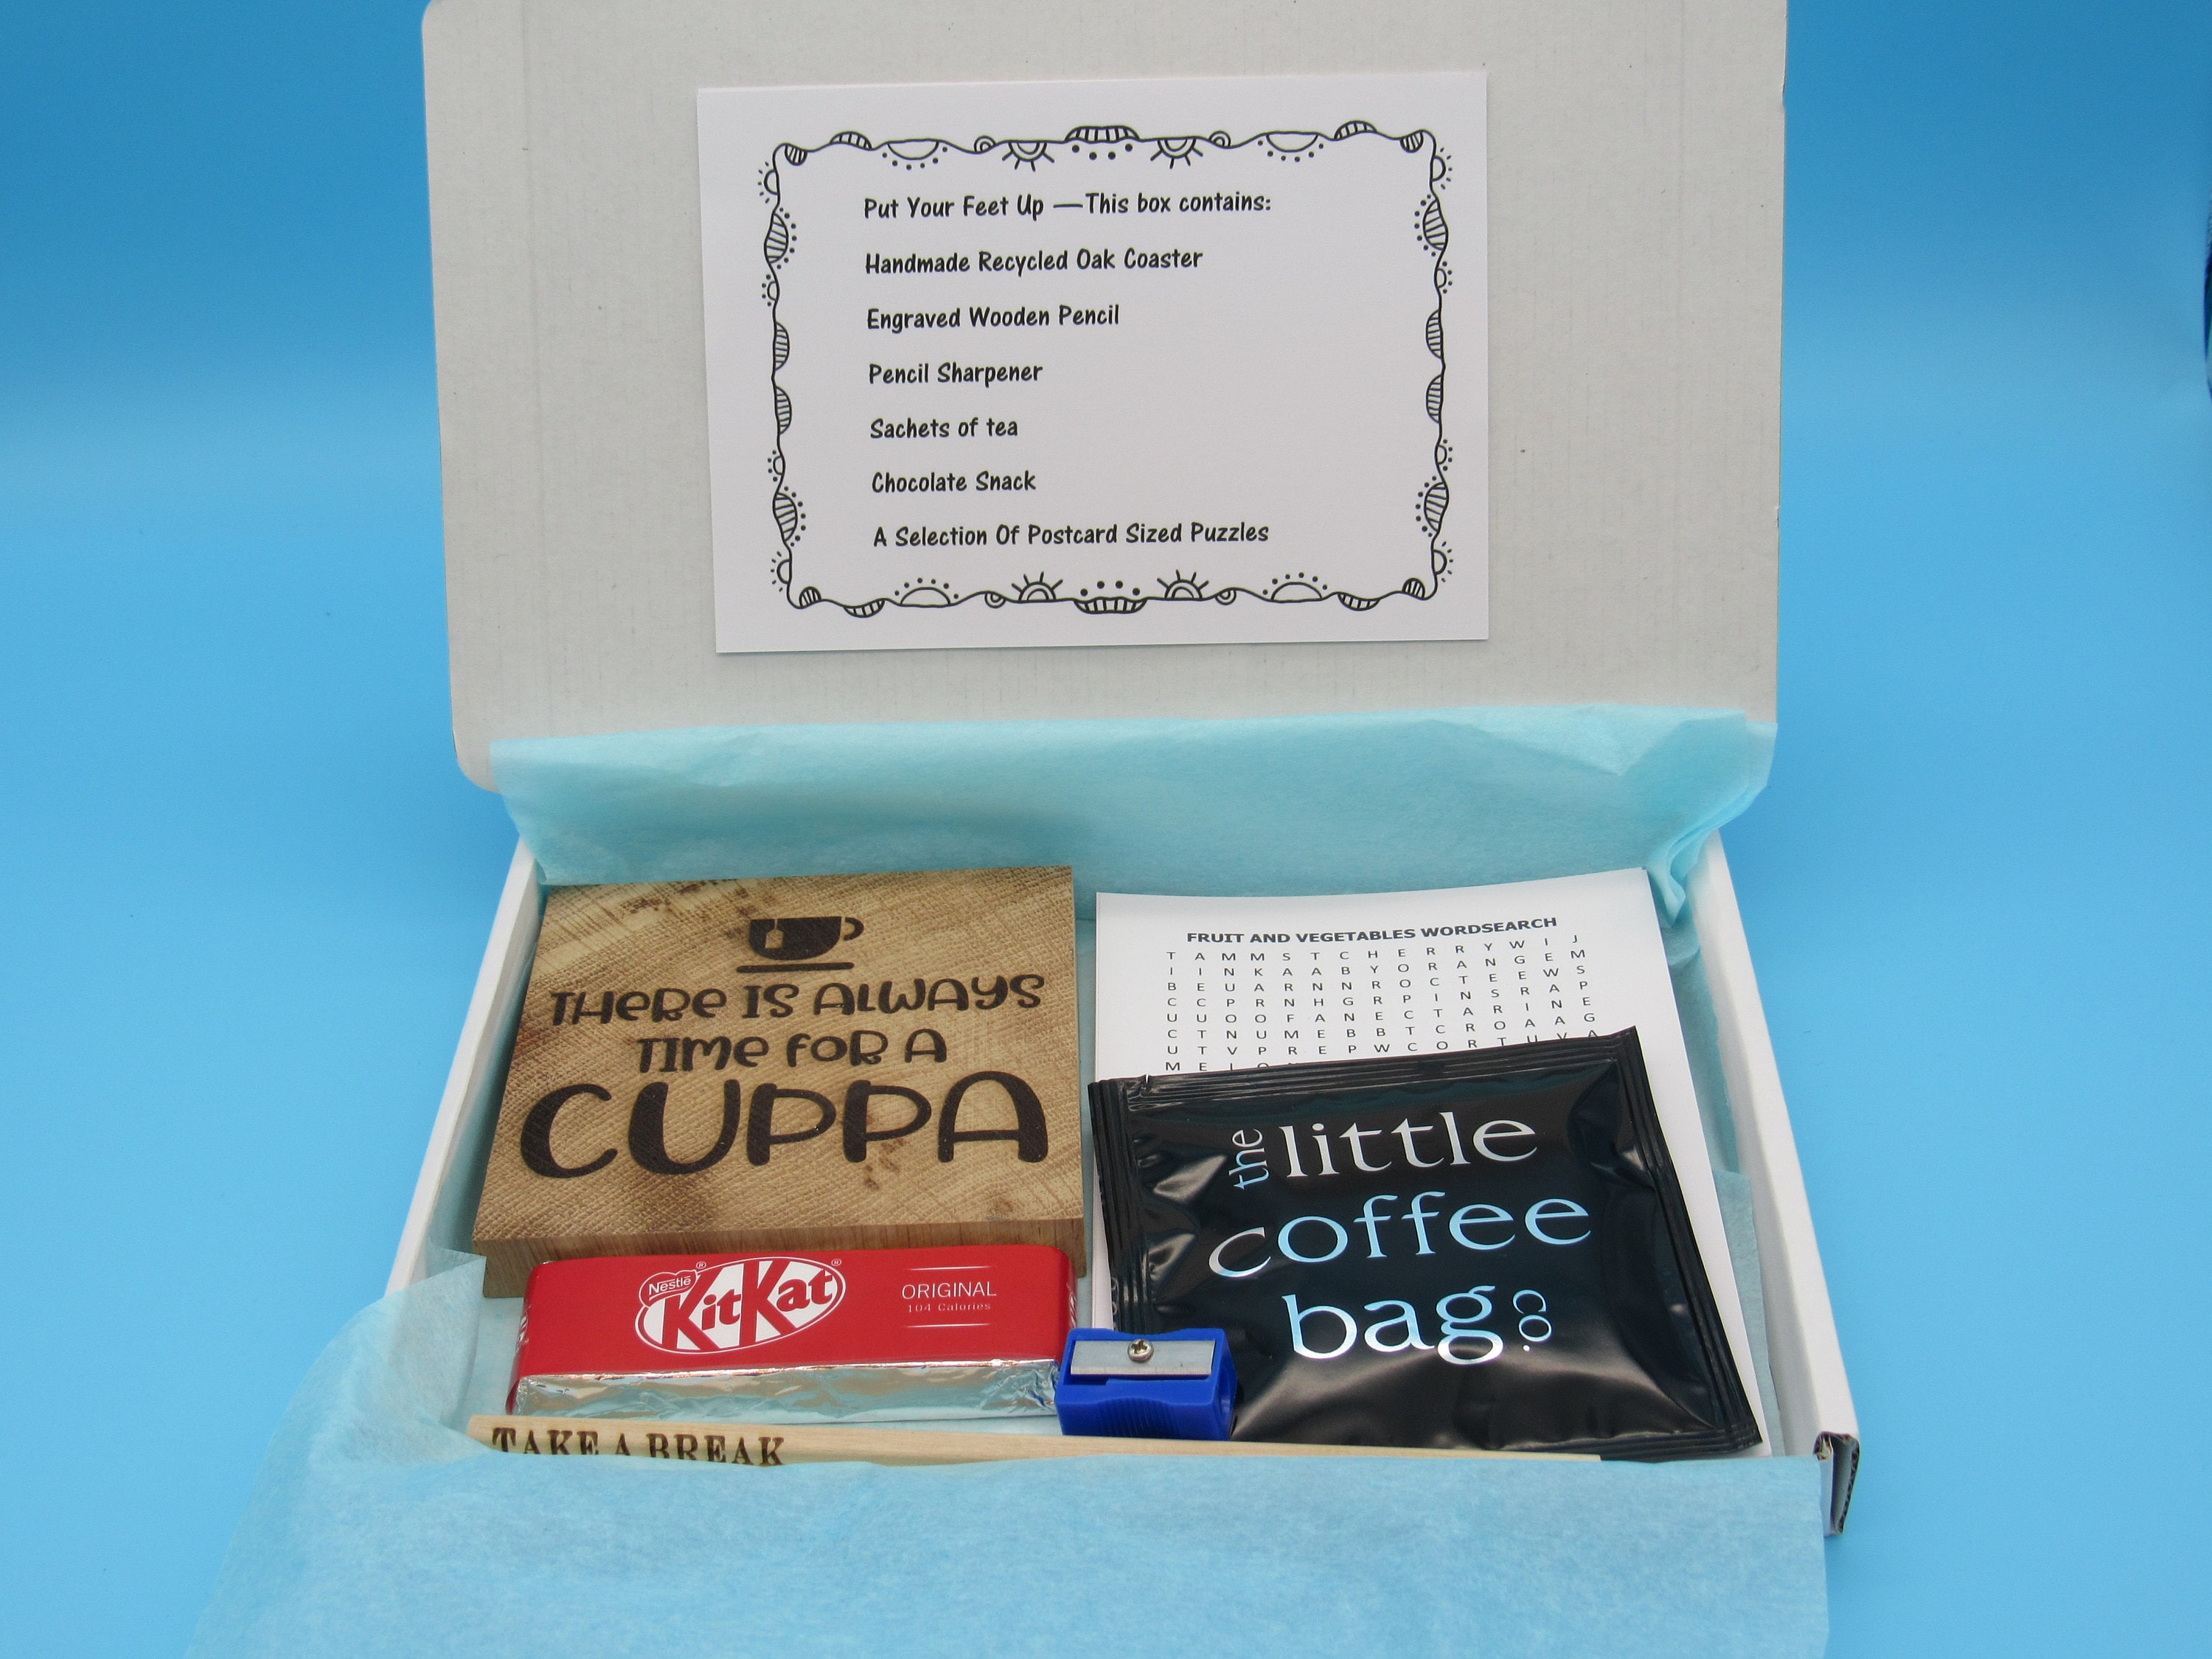 Put Your Feet Up —This box contains:
Handmade Recycled Oak Coaster
Engraved Wooden Pencil
Pencil Sharpener
Sachets of tea
Chocolate Snack
A Selection Of Postcard Sized Puzzles
THERE IS ALWAYS
TIME FOR A
CUPPA
FRUIT AND VEGETABLES WORDSEARCH
T A M M S T C H E R R Y W I J
I I N K A A B Y O R A N G E M
B E U A R N N R O C T E E W S
C C P R N H G R P I N S R A P
U U O O F A N E C T A R I N E
C T N U M E B B T C R O A A G
U T V P R E P W C O R T U V A
M E L O
the little
coffee
bag co.
Nestlé
KitKat
ORIGINAL
104 Calories
TAKE A BREAK